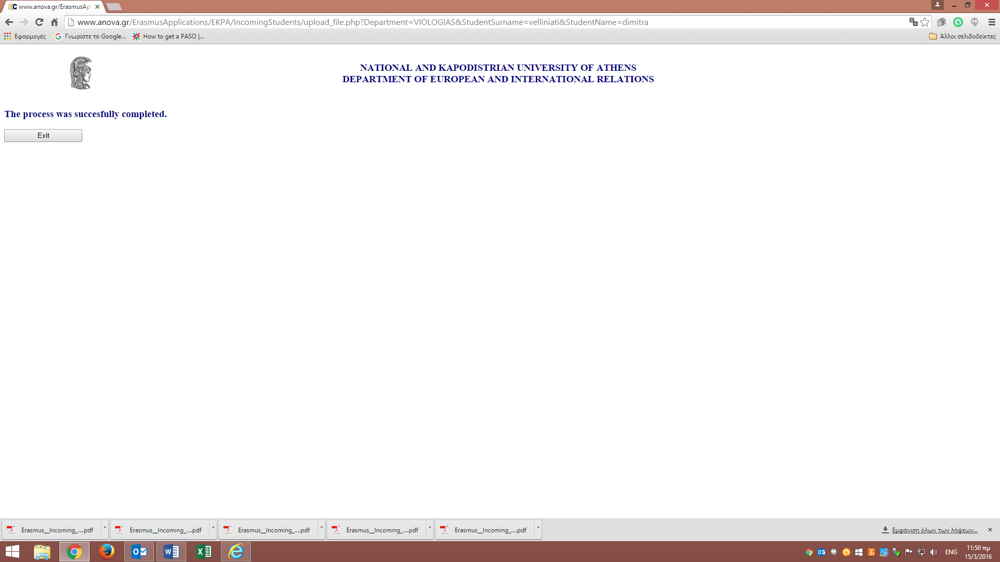 www.anova.gr/ErasmusAp
www.anova.gr/ErasmusApplications/EKPA/IncomingStudents/upload_file.php?Department=VIOLOGIAS&StudentSurname=velliniati&StudentName=dimitra
Εφαρμογές Γνωρίστε το Google... How to get a PASO |... Άλλοι σελιδοδείκτες
NATIONAL AND KAPODISTRIAN UNIVERSITY OF ATHENS
DEPARTMENT OF EUROPEAN AND INTERNATIONAL RELATIONS
The process was succesfully completed.
Exit
Erasmus__Incoming_....pdf Erasmus__Incoming_....pdf Erasmus__Incoming_....pdf Erasmus__Incoming_....pdf Erasmus__Incoming_....pdf Εμφάνιση όλων των λήψεων...
ENG 11:50 πμ
15/3/2016